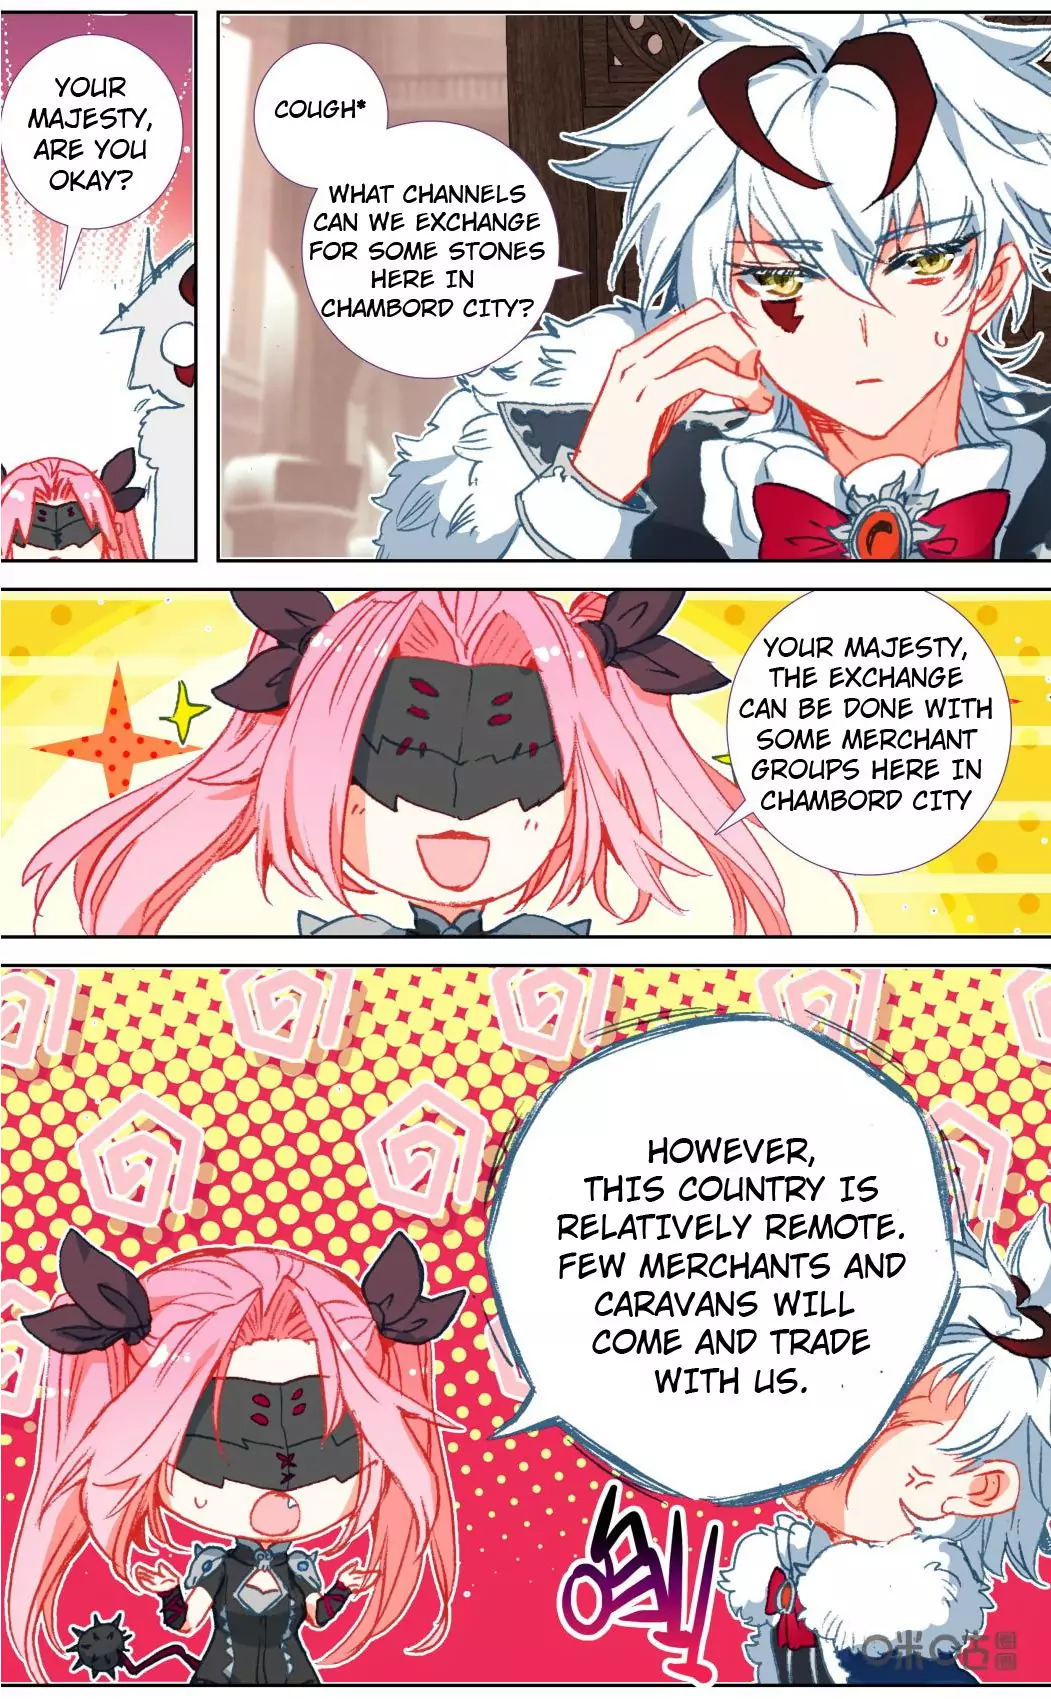 YOUR
MAJESTY,
ARE YOU
OKAY?
COUGH*
WHAT CHANNELS
CAN WE EXCHANGE
FOR SOME STONES
HERE IN
CHAMBORD CITY?
YOUR MAJESTY,
THE EXCHANGE
CAN BE DONE WITH
SOME MERCHANT
GROUPS HERE IN
CHAMBORD CITY
HOWEVER,
THIS COUNTRY IS
RELATIVELY REMOTE.
FEW MERCHANTS AND
CARAVANS WILL
COME AND TRADE
WITH US.